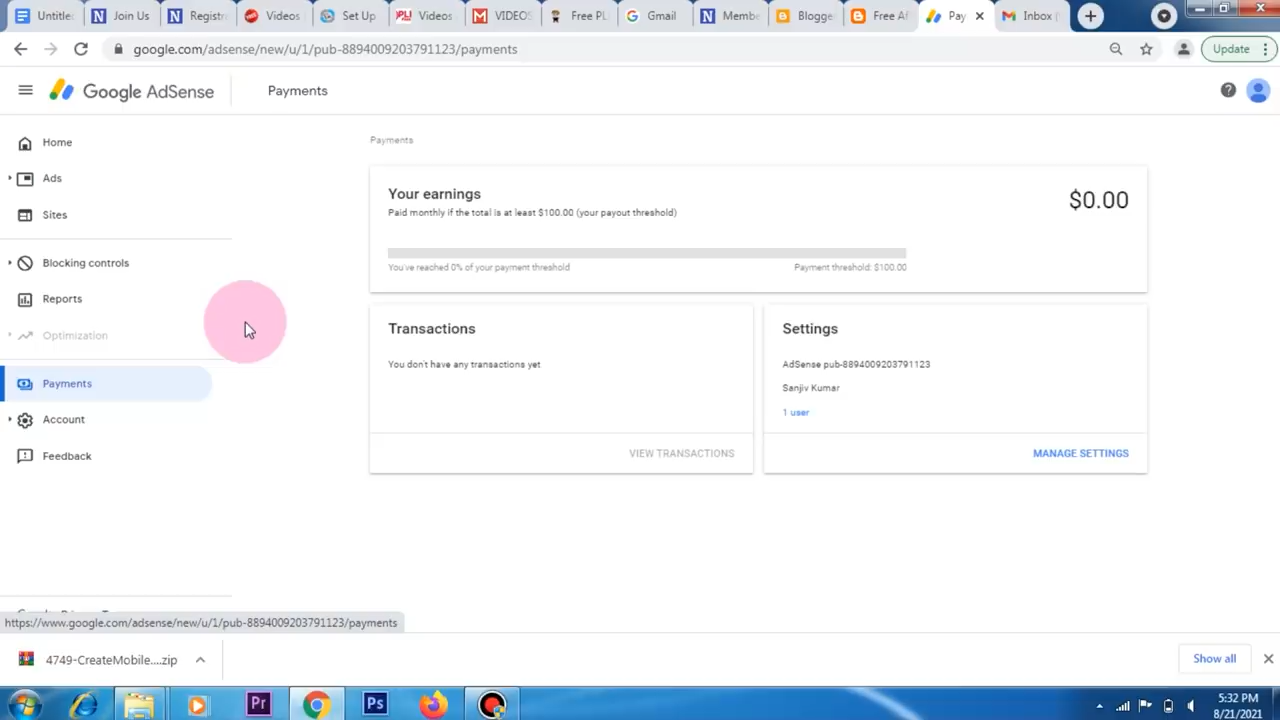 Untitle
Join Us
Registr
Videos
Set Up
Videos
VIDEOS
Free PL
Gmail
Membe
Blogge
Free Af
Pay
Inbox (
google.com/adsense/new/u/1/pub-8894009203791123/payments
Update
Google AdSense
Payments
Home
Ads
Sites
Blocking controls
Reports
Optimization
Payments
Account
Feedback
Payments
Your earnings
$0.00
Paid monthly if the total is at least $100.00 (your payout threshold)
You've reached 0% of your payment threshold
Payment threshold: $100.00
Transactions
You don't have any transactions yet
VIEW TRANSACTIONS
Settings
AdSense pub-8894009203791123
Sanjiv Kumar
1 user
MANAGE SETTINGS
https://www.google.com/adsense/new/u/1/pub-8894009203791123/payments
4749-CreateMobile....zip
Show all
Pr
Ps
5:32 PM
8/21/2021